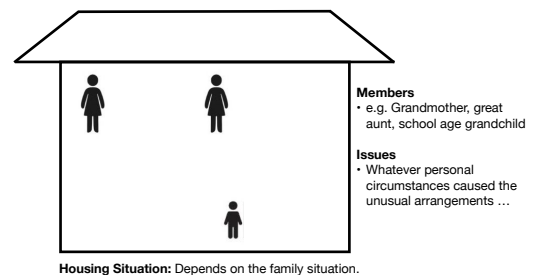 Members
• e.g. Grandmother, great
aunt, school age grandchild
Issues
• Whatever personal
circumstances caused the
unusual arrangements …
Housing Situation: Depends on the family situation.